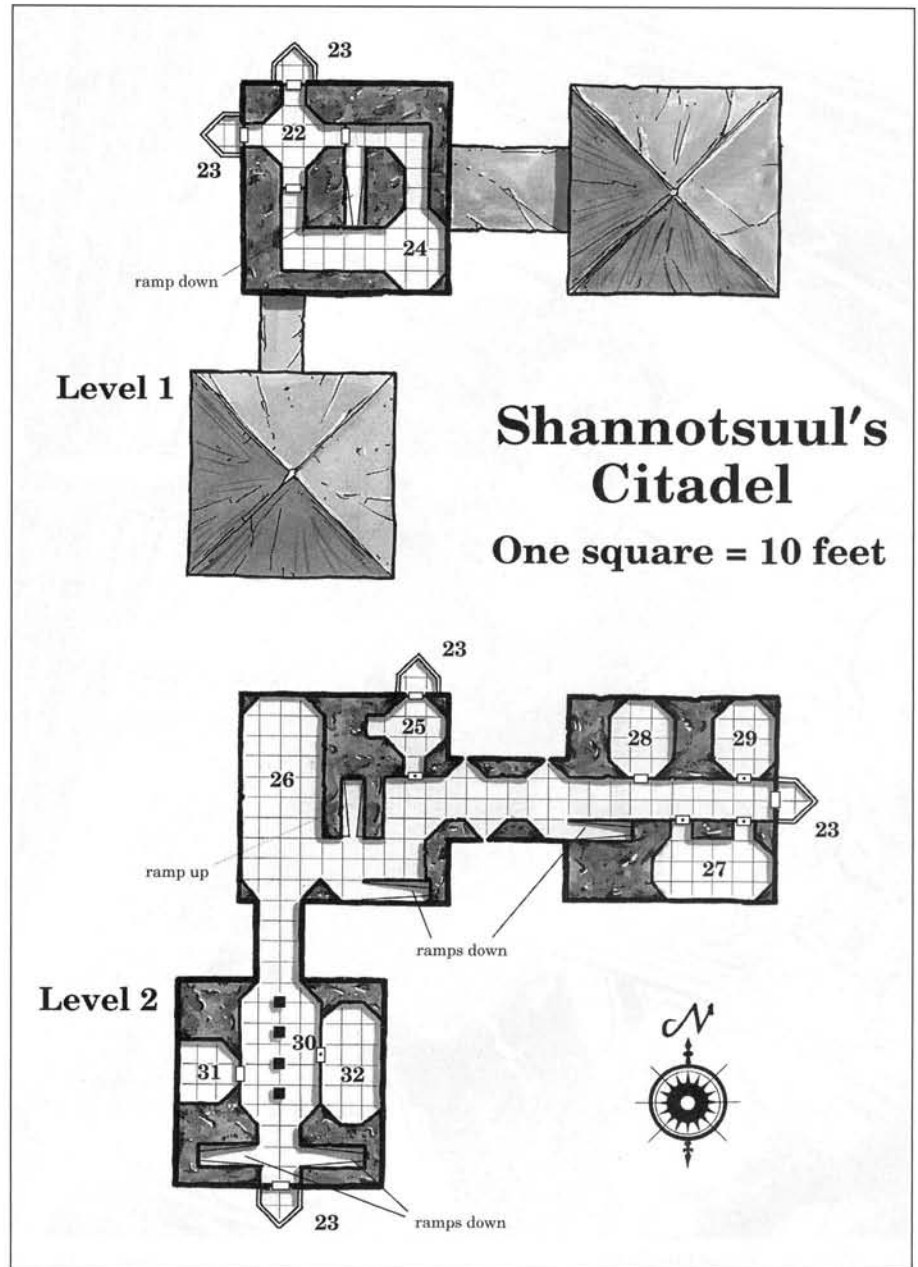 23
22
23
24
ramp down
Level 1
Shannotsuul's
Citadel
One square = 10 feet
23
25
28
29
26
23
27
ramp up
ramps down
Level 2
N
30
31
32
23
ramps down